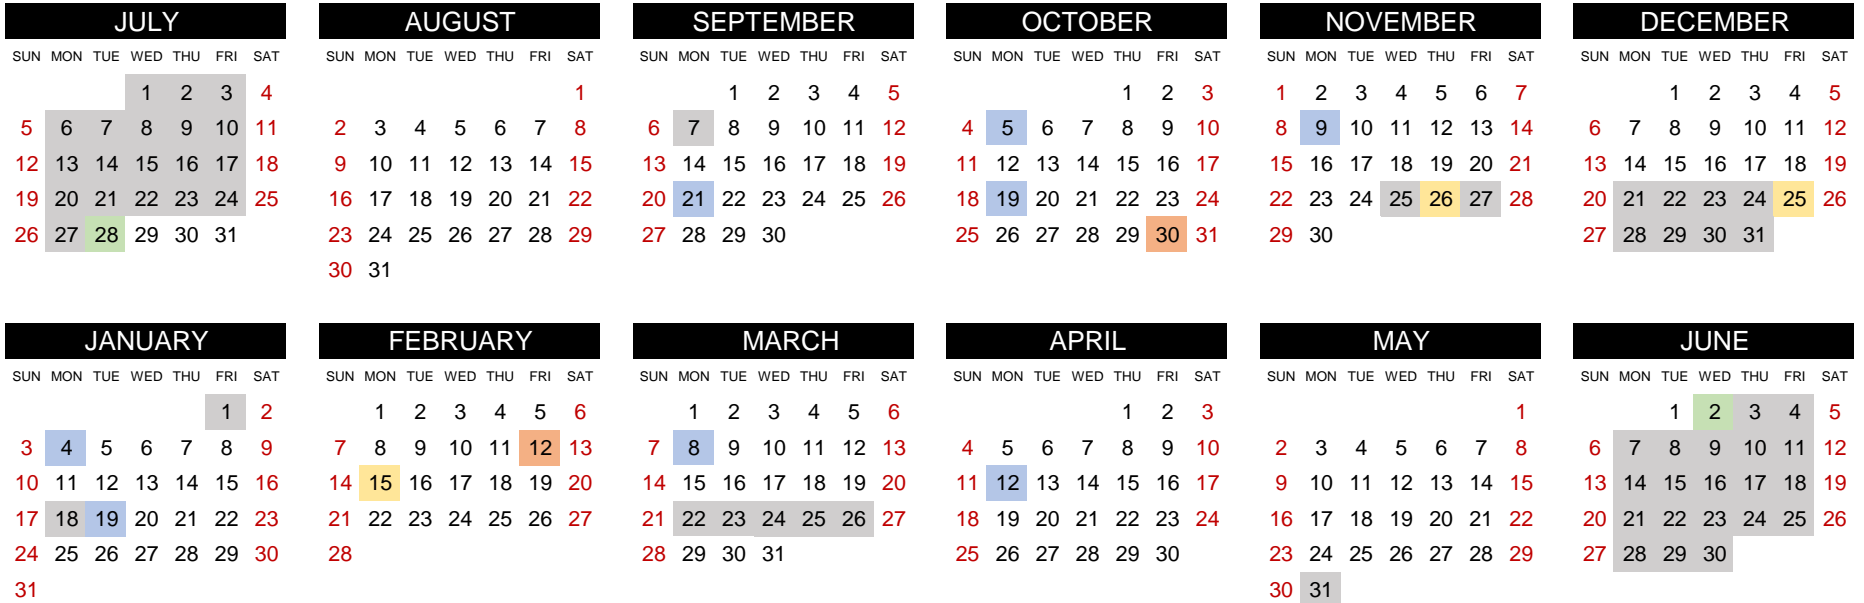 JULY AUGUST SEPTEMBER OCTOBER NOVEMBER DECEMBER
SUN MON TUE WED THU FRI SAT SUN MON TUE WED THU FRI SAT SUN MON TUE WED THU FRI SAT SUN MON TUE WED THU FRI SAT SUN MON TUE WED THU FRI SAT SUN MON TUE WED THU FRI SAT
1 2 3 4 1 1 2 3 4 5 1 2 3 1 2 3 4 5 6 7 1 2 3 4 5
5 6 7 8 9 10 11 2 3 4 5 6 7 8 6 7 8 9 10 11 12 4 5 6 7 8 9 10 8 9 10 11 12 13 14 6 7 8 9 10 11 12
12 13 14 15 16 17 18 9 10 11 12 13 14 15 13 14 15 16 17 18 19 11 12 13 14 15 16 17 15 16 17 18 19 20 21 13 14 15 16 17 18 19
19 20 21 22 23 24 25 16 17 18 19 20 21 22 20 21 22 23 24 25 26 18 19 20 21 22 23 24 22 23 24 25 26 27 28 20 21 22 23 24 25 26
26 27 28 29 30 31 23 24 25 26 27 28 29 27 28 29 30 25 26 27 28 29 30 31 29 30 27 28 29 30 31
30 31
JANUARY FEBRUARY MARCH APRIL MAY JUNE
SUN MON TUE WED THU FRI SAT SUN MON TUE WED THU FRI SAT SUN MON TUE WED THU FRI SAT SUN MON TUE WED THU FRI SAT SUN MON TUE WED THU FRI SAT SUN MON TUE WED THU FRI SAT
1 2 1 2 3 4 5 6 1 2 3 4 5 6 1 2 3 1 1 2 3 4 5
3 4 5 6 7 8 9 7 8 9 10 11 12 13 7 8 9 10 11 12 13 4 5 6 7 8 9 10 2 3 4 5 6 7 8 6 7 8 9 10 11 12
10 11 12 13 14 15 16 14 15 16 17 18 19 20 14 15 16 17 18 19 20 11 12 13 14 15 16 17 9 10 11 12 13 14 15 13 14 15 16 17 18 19
17 18 19 20 21 22 23 21 22 23 24 25 26 27 21 22 23 24 25 26 27 18 19 20 21 22 23 24 16 17 18 19 20 21 22 20 21 22 23 24 25 26
24 25 26 27 28 29 30 28 28 29 30 31 25 26 27 28 29 30 23 24 25 26 27 28 29 27 28 29 30
31 30 31